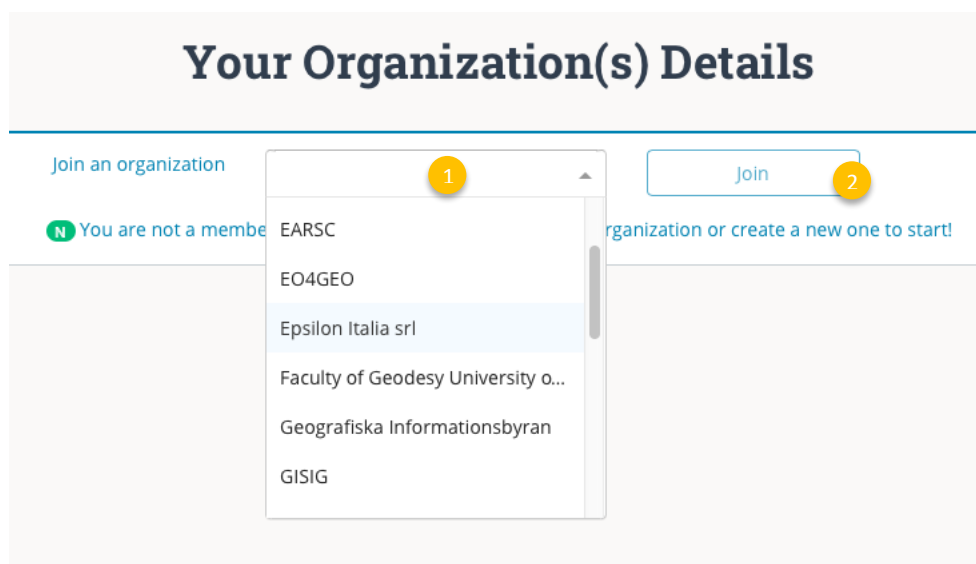 Your Organization(s) Details
Join an organization
1
Join
2
N You are not a membe
rganization or create a new one to start!
EARSC
EO4GEO
Epsilon Italia srl
Faculty of Geodesy University o...
Geografiska Informationsbyran
GISIG